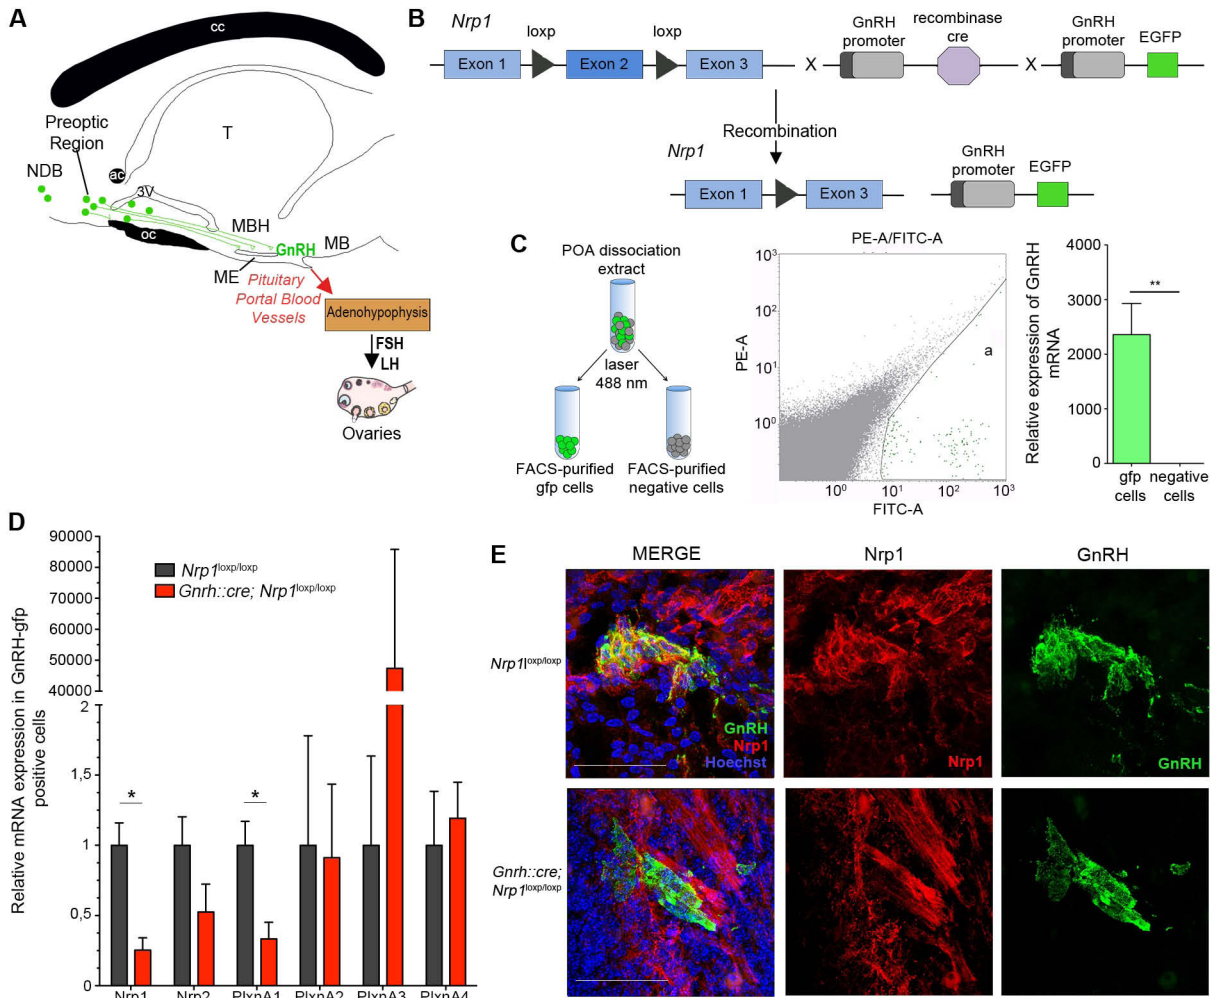 A
cc
Preoptic
Region
T
NDB
ac
3V
MBH
oc
GnRH
MB
ME
Pituitary
Portal Blood
Vessels
Adenohypophysis
FSH
LH
Ovaries
B
Nrp1
loxp
loxp
Exon 1
Exon 2
Exon 3
X
GnRH
promoter
recombinase
cre
X
GnRH
promoter
EGFP
Recombination
Nrp1
Exon 1
Exon 3
GnRH
promoter
EGFP
C
POA dissociation
extract
laser
488 nm
FACS-purified
gfp cells
FACS-purified
negative cells
PE-A/FITC-A
PE-A
10³
10²
10¹
10⁰
a
10⁰ 10¹ 10² 10³
FITC-A
Relative expression of GnRH
mRNA
4000
3000
2000
1000
0
**
gfp
cells
negative
cells
D
Relative mRNA expression in GnRH-gfp
positive cells
90000
80000
70000
60000
50000
40000
2
1,5
1
0,5
0
Nrp1loxp/loxp
Gnrh::cre; Nrp1loxp/loxp
*
*
Nrp1 Nrp2 PlxnA1 PlxnA2 PlxnA3 PlxnA4
E
MERGE
Nrp1
GnRH
Nrp1loxp/loxp
GnRH
Nrp1
Hoechst
Nrp1
GnRH
Gnrh::cre;
Nrp1loxp/loxp